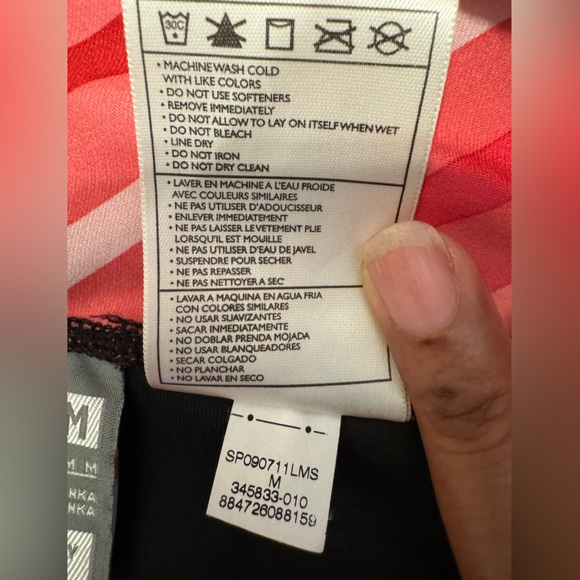 30C
• MACHINE WASH COLD
WITH LIKE COLORS
• DO NOT USE SOFTENERS
• REMOVE IMMEDIATELY
• DO NOT ALLOW TO LAY ON ITSELF WHEN WET
• DO NOT BLEACH
• LINE DRY
• DO NOT IRON
• DO NOT DRY CLEAN
• LAVER EN MACHINE A L'EAU FROIDE
AVEC COULEURS SIMILAIRES
• NE PAS UTILISER D'ADOUCISSEUR
• ENLEVER IMMEDIATEMENT
• NE PAS LAISSER LE VETEMENT PLIE
LORSQU'IL EST MOUILLE
• NE PAS UTILISER D'EAU DE JAVEL
• SUSPENDRE POUR SECHER
• NE PAS REPASSER
• NE PAS NETTOYER A SEC
• LAVAR A MAQUINA EN AGUA FRIA
CON COLORES SIMILARES
• NO USAR SUAVIZANTES
• SACAR INMEDIATAMENTE
• NO DOBLAR PRENDA MOJADA
• NO USAR BLANQUEADORES
• SECAR COLGADO
• NO PLANCHAR
• NO LAVAR EN SECO
M
M M
NKA
NKA
SP090711LMS
M
345833-010
884726088159